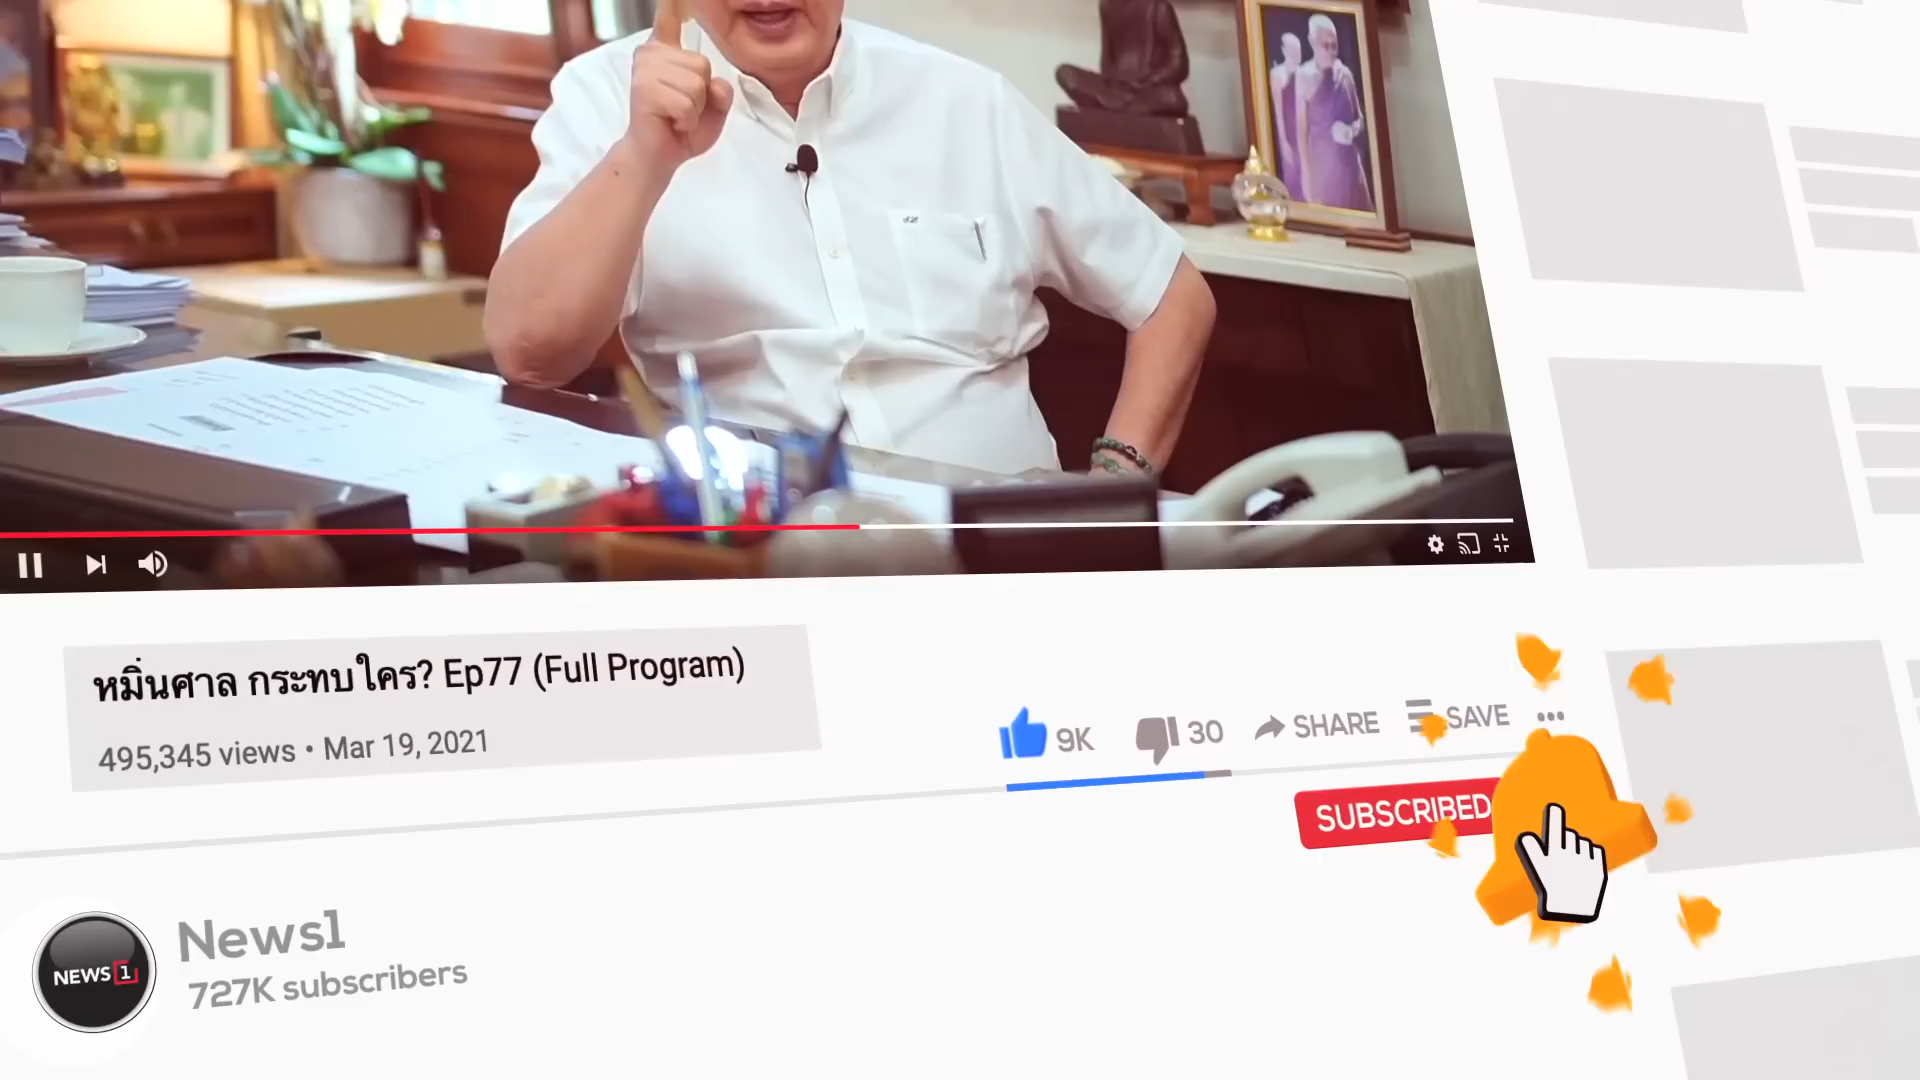 หมิ่นศาล กระทบใคร? Ep77 (Full Program)
495,345 views • Mar 19, 2021
9K
30
SHARE
SAVE
SUBSCRIBED
NEWS 1
News1
727K subscribers